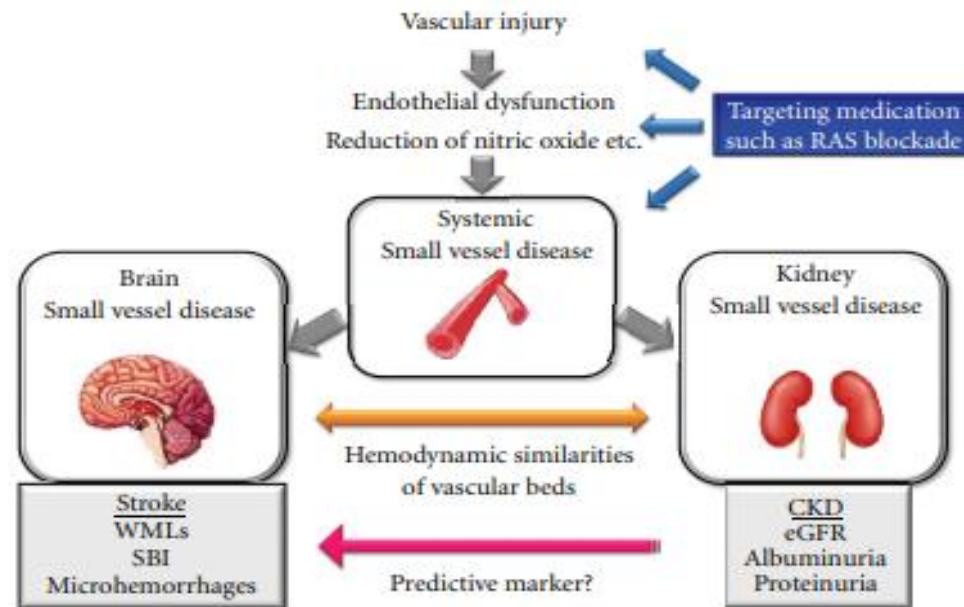 Vascular injury
Endothelial dysfunction
Reduction of nitric oxide etc.
Targeting medication
such as RAS blockade
Systemic
Small vessel disease
Brain
Small vessel disease
Kidney
Small vessel disease
Hemodynamic similarities
of vascular beds
Stroke
WMLs
SBI
Microhemorrhages
CKD
eGFR
Albuminuria
Proteinuria
Predictive marker?